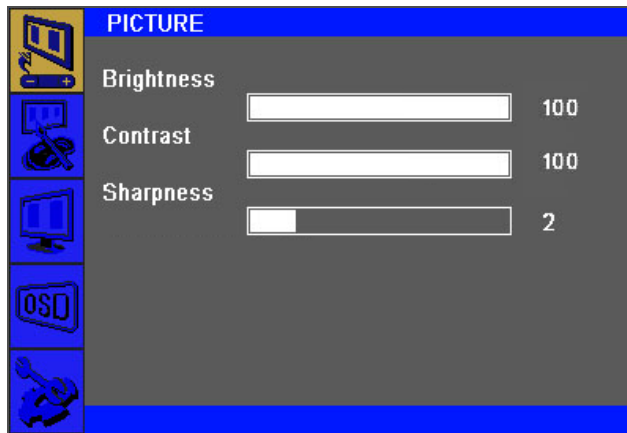 PICTURE
Brightness
100
Contrast
100
Sharpness
2
OSD